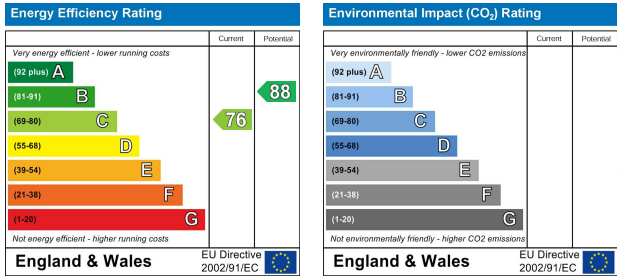 Energy Efficiency Rating
Current Potential
Very energy efficient - lower running costs
(92 plus) A
(81-91) B
88
(69-80) C
76
(55-68) D
(39-54) E
(21-38) F
(1-20) G
Not energy efficient - higher running costs
England & Wales
EU Directive
2002/91/EC
Environmental Impact (CO₂) Rating
Current Potential
Very environmentally friendly - lower CO2 emissions
(92 plus) A
(81-91) B
(69-80) C
(55-68) D
(39-54) E
(21-38) F
(1-20) G
Not environmentally friendly - higher CO2 emissions
England & Wales
EU Directive
2002/91/EC